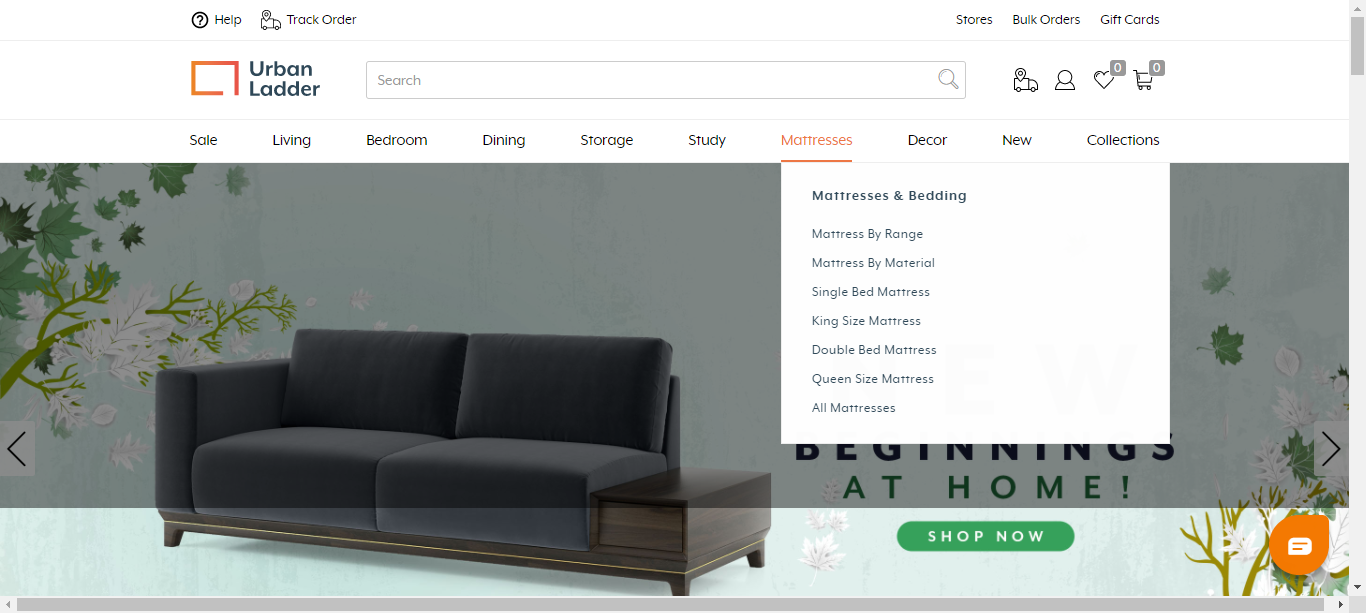 Help
Track Order
Stores
Bulk Orders
Gift Cards
Urban
Ladder
Search
0
0
Sale
Living
Bedroom
Dining
Storage
Study
Mattresses
Decor
New
Collections
Mattresses & Bedding
Mattress By Range
Mattress By Material
Single Bed Mattress
King Size Mattress
Double Bed Mattress
Queen Size Mattress
All Mattresses
NEW
BEGINNINGS
AT HOME!
SHOP NOW